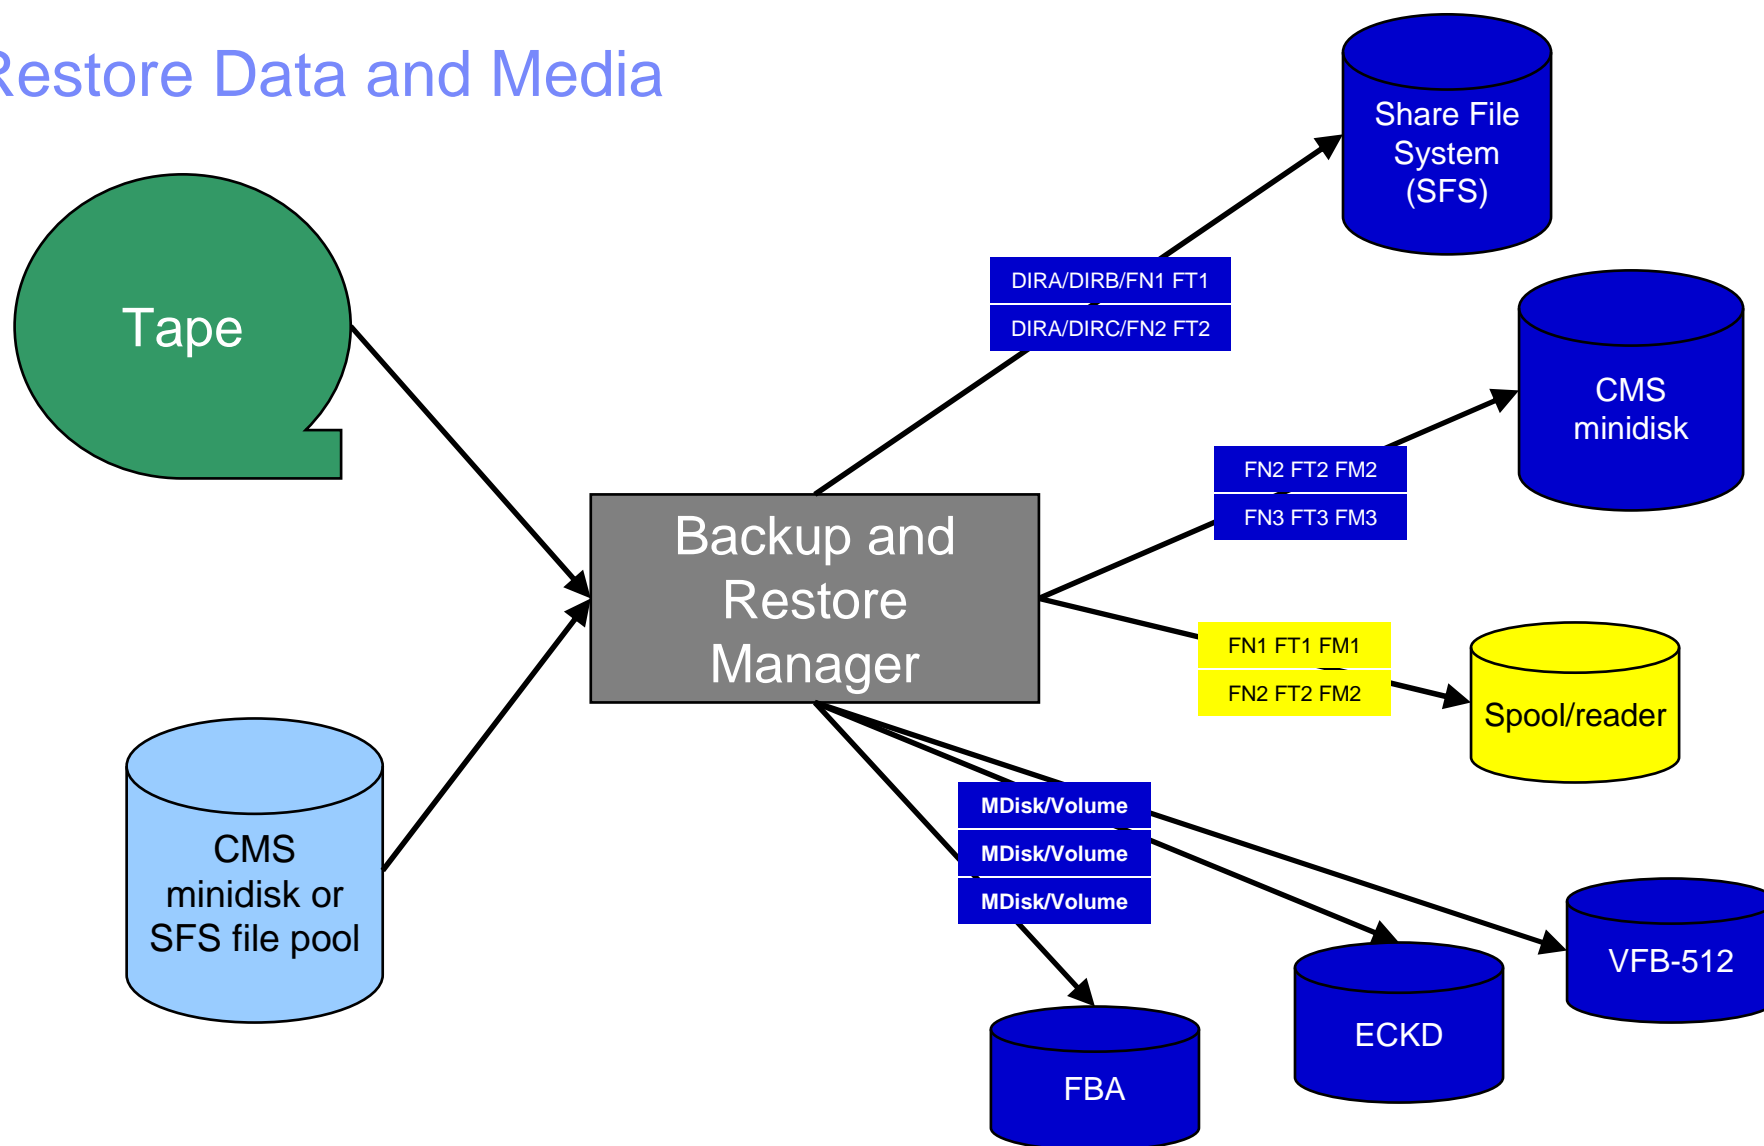 Restore Data and Media
Share File
System
(SFS)
Tape
DIRA/DIRB/FN1 FT1
DIRA/DIRC/FN2 FT2
CMS
minidisk
FN2 FT2 FM2
FN3 FT3 FM3
Backup and
Restore
Manager
FN1 FT1 FM1
FN2 FT2 FM2
Spool/reader
MDisk/Volume
MDisk/Volume
MDisk/Volume
CMS
minidisk or
SFS file pool
VFB-512
ECKD
FBA